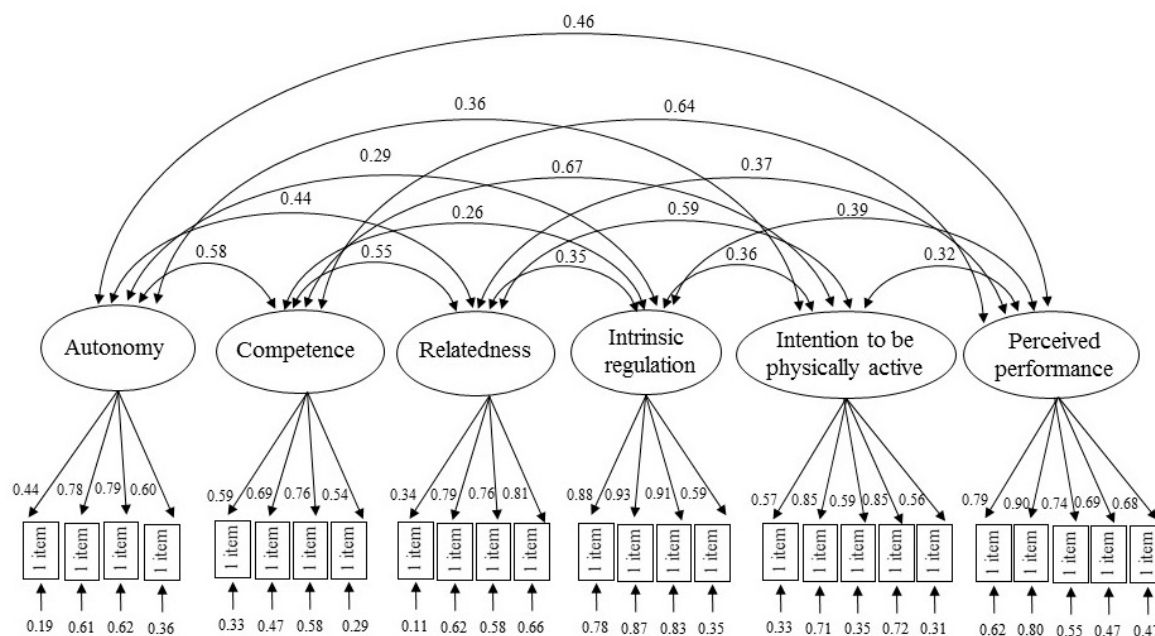 0.46
0.36 0.64
0.29 0.67 0.37
0.44 0.26 0.59 0.39
0.58 0.55 0.35 0.36 0.32
Autonomy
Competence
Relatedness
Intrinsic
regulation
Intention to be
physically active
Perceived
performance
0.44 0.78 0.79 0.60 0.59 0.69 0.76 0.54 0.34 0.79 0.76 0.81 0.88 0.93 0.91 0.59 0.57 0.85 0.59 0.85 0.56 0.79 0.90 0.74 0.69 0.68
1 item 1 item 1 item 1 item 1 item 1 item 1 item 1 item 1 item 1 item 1 item 1 item 1 item 1 item 1 item 1 item 1 item 1 item 1 item 1 item 1 item 1 item 1 item 1 item 1 item 1 item
0.19 0.61 0.62 0.36 0.33 0.47 0.58 0.29 0.11 0.62 0.58 0.66 0.78 0.87 0.83 0.35 0.33 0.71 0.35 0.72 0.31 0.62 0.80 0.55 0.47 0.47